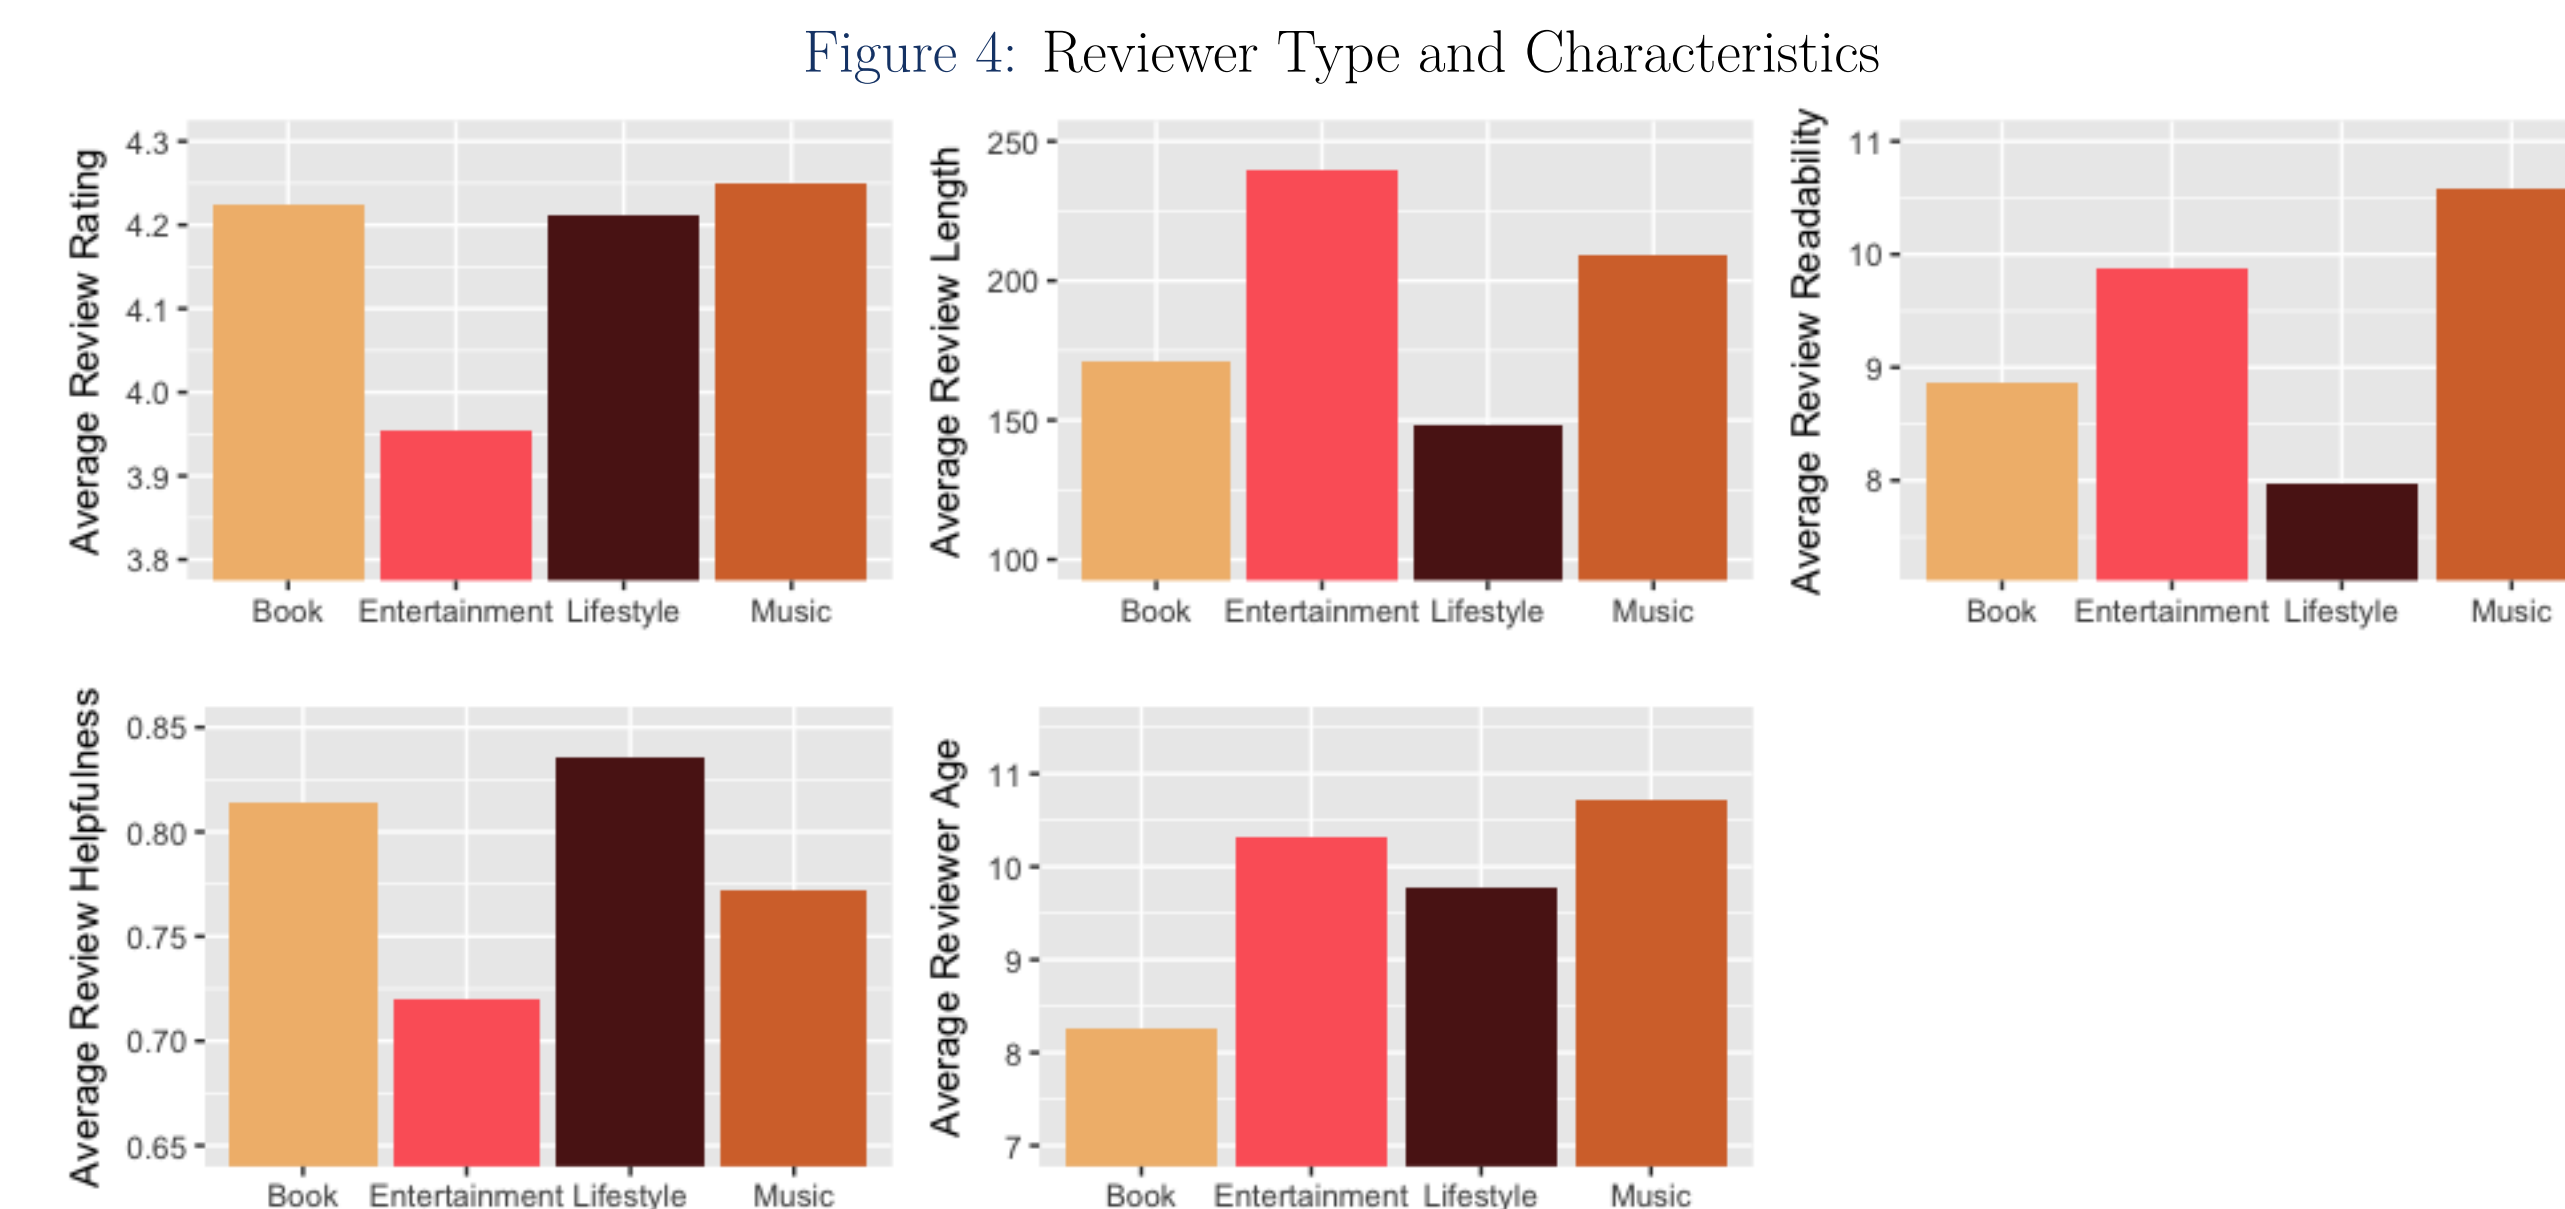 Figure 4: Reviewer Type and Characteristics
Average Review Rating
4.3
4.2
4.1
4.0
3.9
3.8
Book Entertainment Lifestyle Music
Average Review Length
250
200
150
100
Book Entertainment Lifestyle Music
Average Review Readability
11
10
9
8
Book Entertainment Lifestyle Music
Average Review Helpfulness
0.85
0.80
0.75
0.70
0.65
Book Entertainment Lifestyle Music
Average Reviewer Age
11
10
9
8
7
Book Entertainment Lifestyle Music